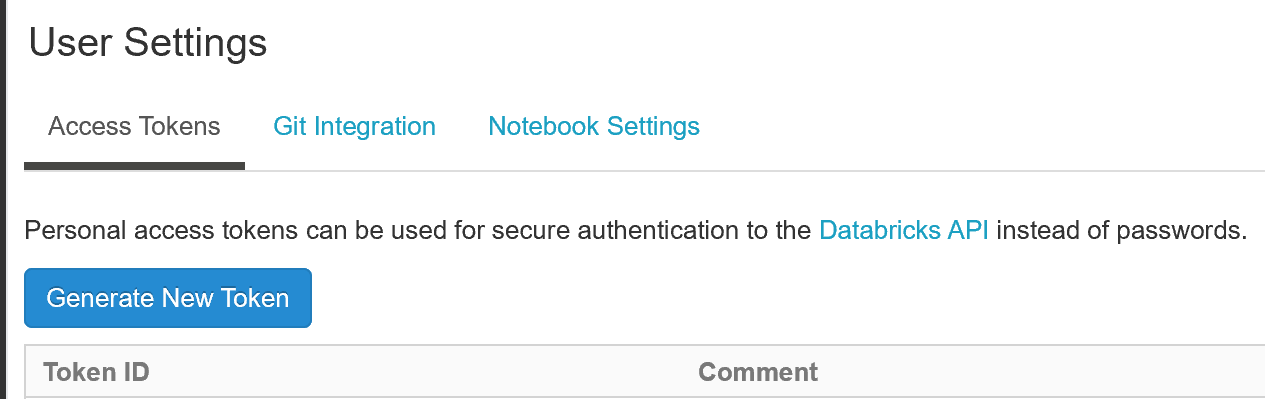 User Settings
Access Tokens Git Integration Notebook Settings
Personal access tokens can be used for secure authentication to the Databricks API instead of passwords.
Generate New Token
Token ID Comment